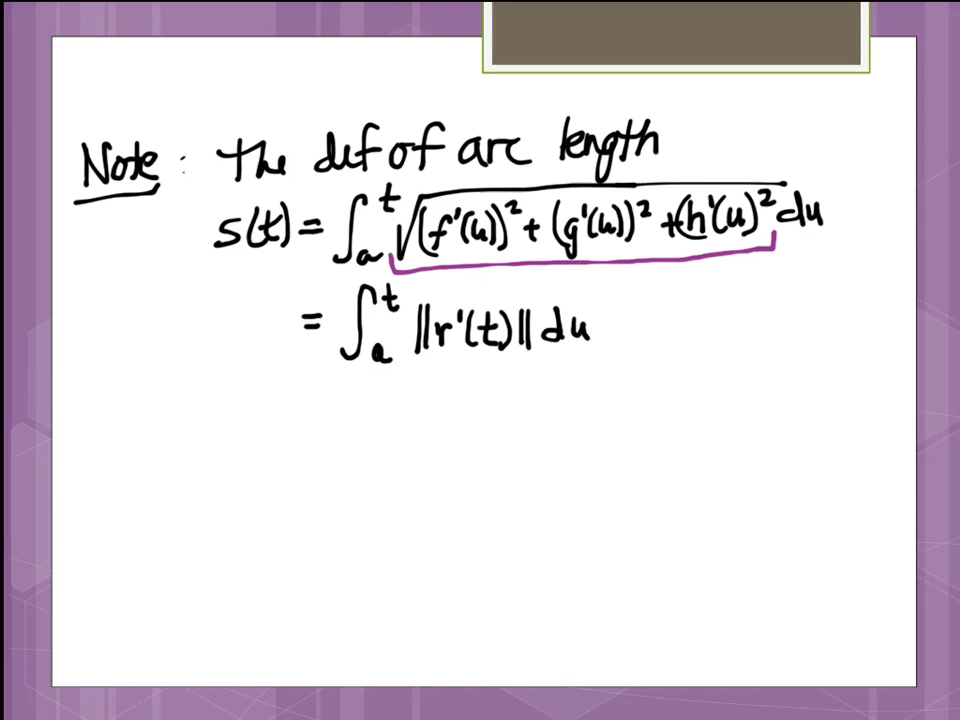 Note: The def of arc length
s(t) = ∫ₐᵗ √(f'(u))² + (g'(u))² + (h'(u)² du
= ∫ₐᵗ ||r'(t)|| du